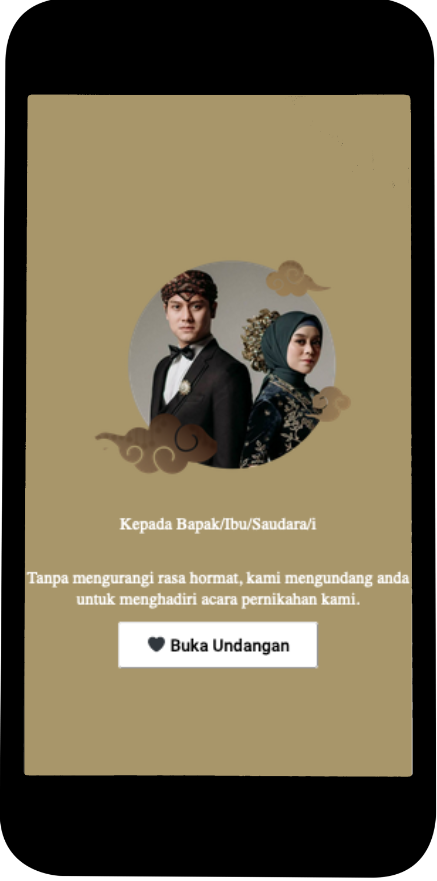 Kepada Bapak/Ibu/Saudara/i
Tanpa mengurangi rasa hormat, kami mengundang anda
untuk menghadiri acara pernikahan kami.
Buka Undangan